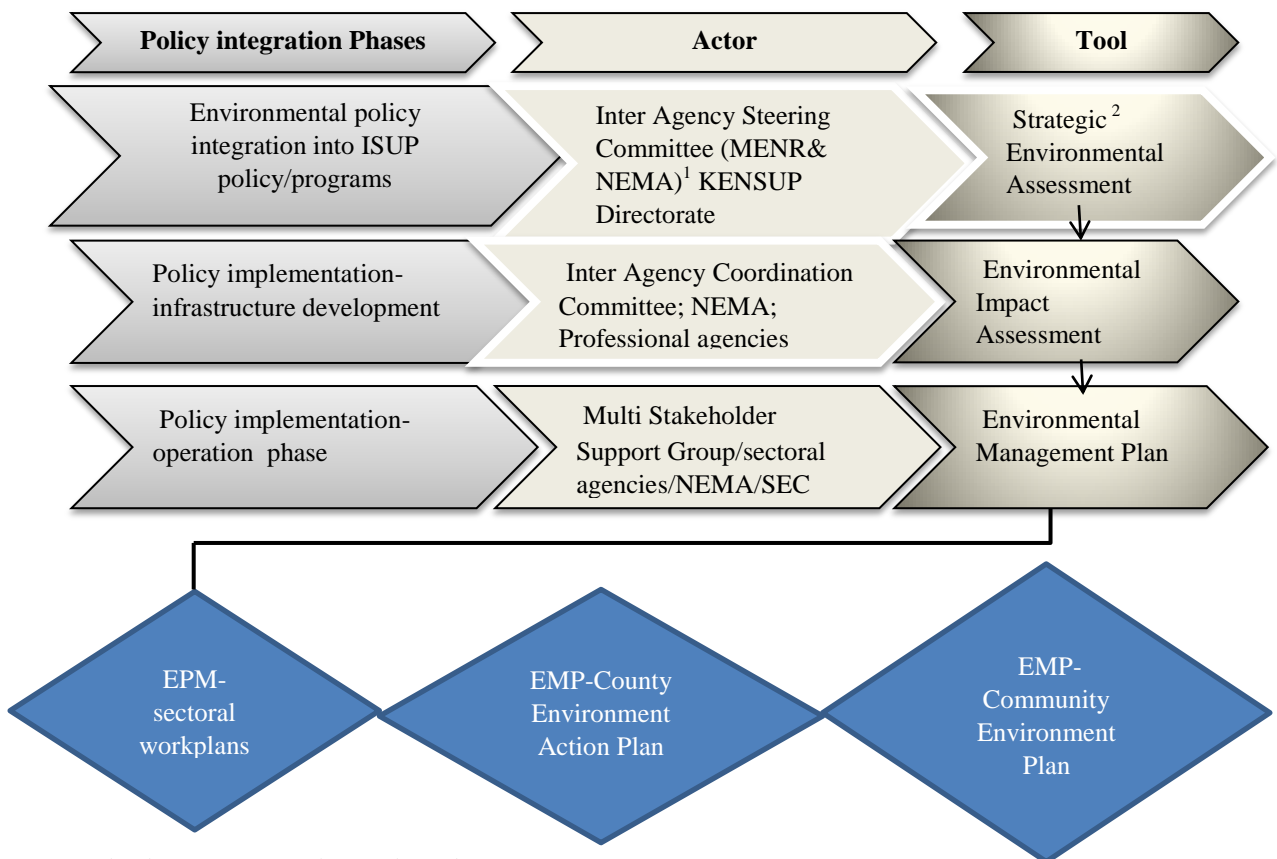 Policy integration Phases
Actor
Tool
Environmental policy
integration into ISUP
policy/programs
Inter Agency Steering
Committee (MENR&
NEMA)1 KENSUP
Directorate
Strategic 2
Environmental
Assessment
Policy implementation-
infrastructure development
Inter Agency Coordination
Committee; NEMA;
Professional agencies
Environmental
Impact
Assessment
Policy implementation-
operation phase
Multi Stakeholder
Support Group/sectoral
agencies/NEMA/SEC
Environmental
Management Plan
EPM-
sectoral
workplans
EMP-County
Environment
Action Plan
EMP-
Community
Environment
Plan